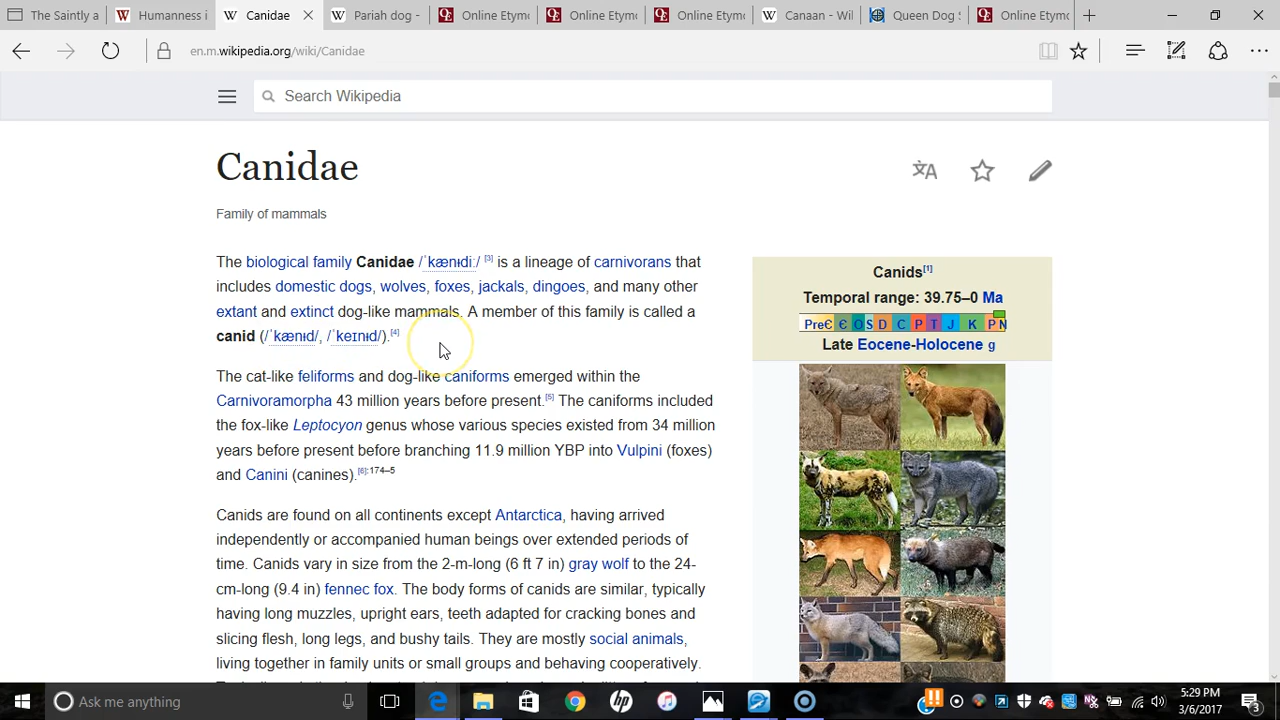 The Saintly a
Humanness i
Canidae
Pariah dog -
Online Etymo
Online Etymo
Online Etymo
Canaan - Wil
Queen Dog S
Online Etymo
en.m.wikipedia.org/wiki/Canidae
Search Wikipedia
Canidae
Family of mammals
The biological family Canidae /ˈkænɪdiː/ [3] is a lineage of carnivorans that
includes domestic dogs, wolves, foxes, jackals, dingoes, and many other
extant and extinct dog-like mammals. A member of this family is called a
canid (/ˈkænɪd/, /ˈkeɪnɪd/).[4]
The cat-like feliforms and dog-like caniforms emerged within the
Carnivoramorpha 43 million years before present.[5] The caniforms included
the fox-like Leptocyon genus whose various species existed from 34 million
years before present before branching 11.9 million YBP into Vulpini (foxes)
and Canini (canines).[6]:174–5
Canids are found on all continents except Antarctica, having arrived
independently or accompanied human beings over extended periods of
time. Canids vary in size from the 2-m-long (6 ft 7 in) gray wolf to the 24-
cm-long (9.4 in) fennec fox. The body forms of canids are similar, typically
having long muzzles, upright ears, teeth adapted for cracking bones and
slicing flesh, long legs, and bushy tails. They are mostly social animals,
living together in family units or small groups and behaving cooperatively.
Canids[1]
Temporal range: 39.75–0 Ma
PreЄ Є O S D C P T J K P N
Late Eocene-Holocene g
Ask me anything
5:29 PM
3/6/2017
3